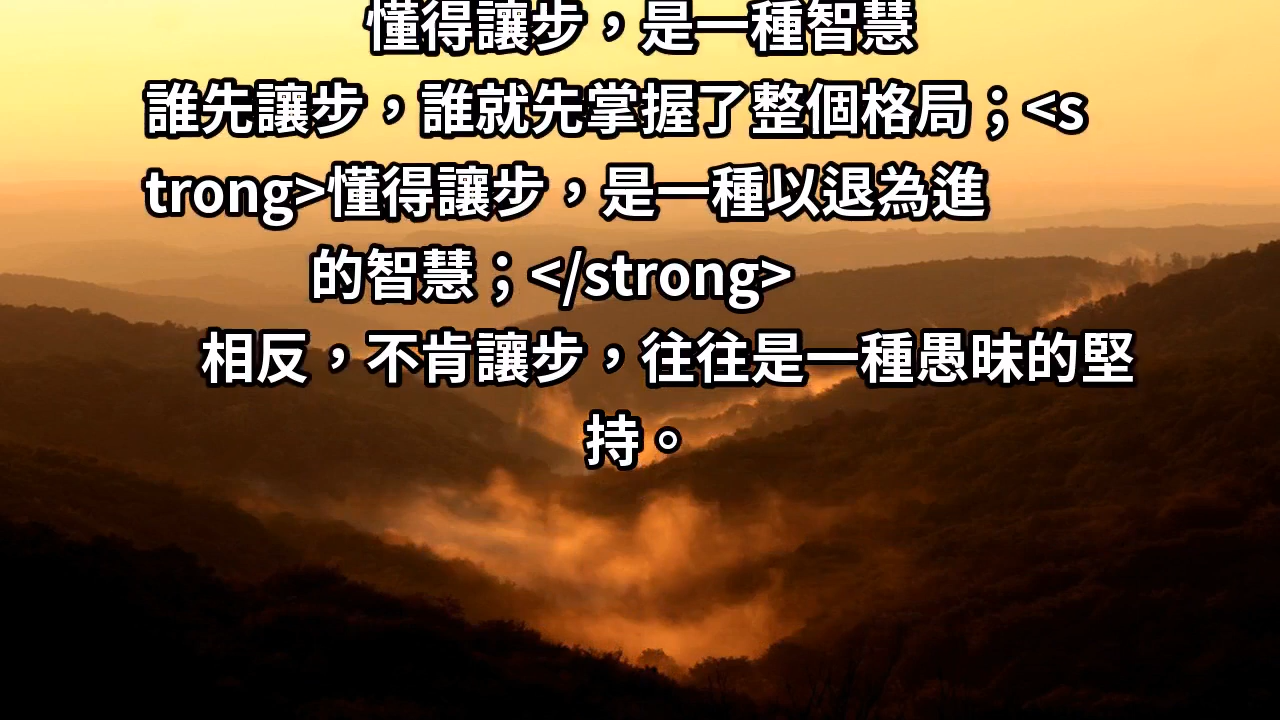 懂得讓步，是一種智慧
誰先讓步，誰就先掌握了整個格局；<s
trong>懂得讓步，是一種以退為進
的智慧；</strong>
相反，不肯讓步，往往是一種愚昧的堅
持。